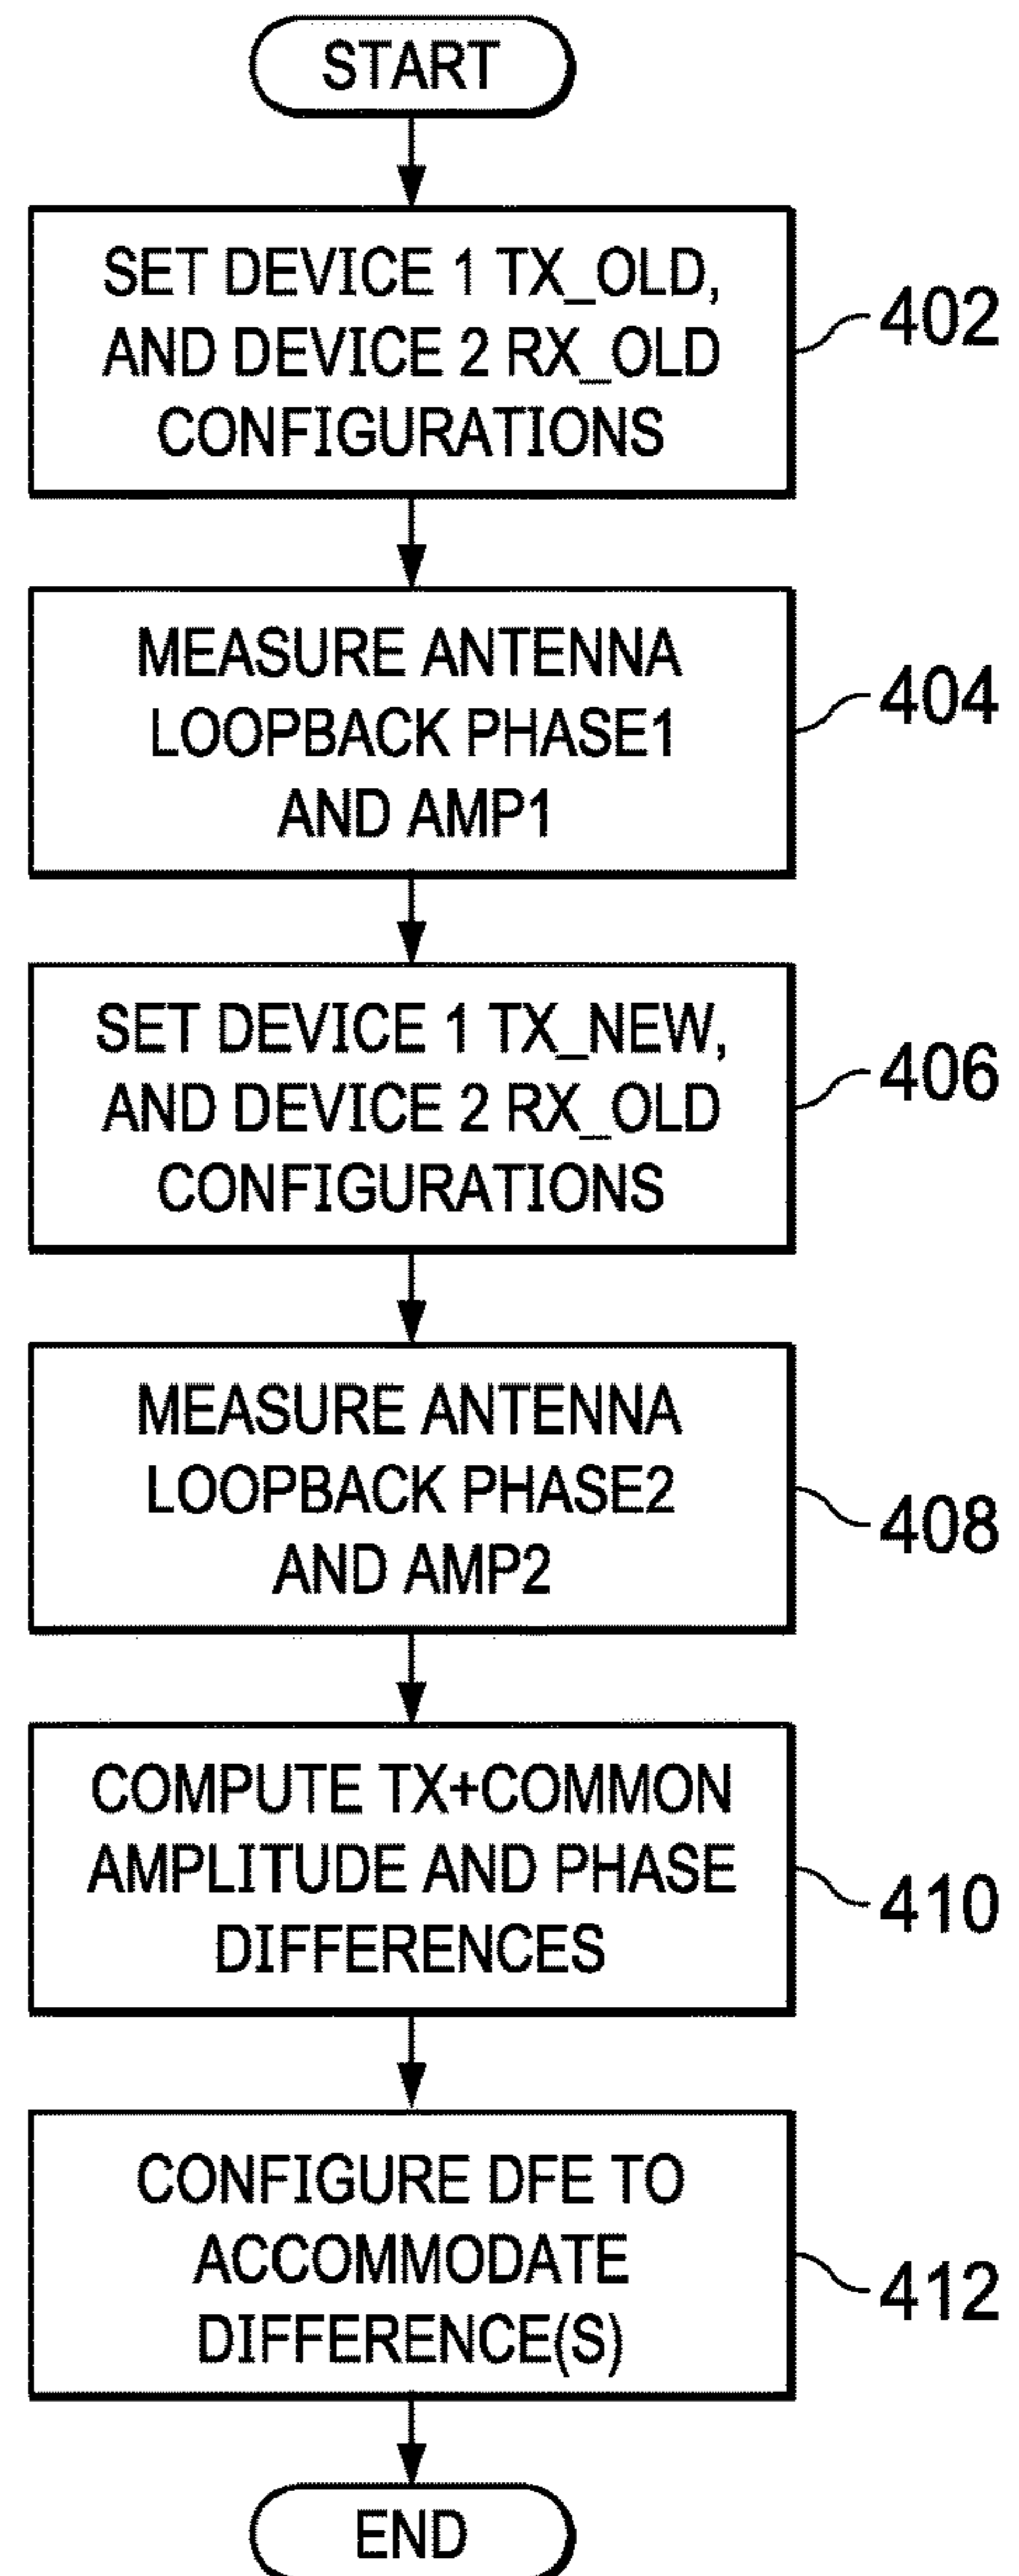 START
SET DEVICE 1 TX_OLD,
AND DEVICE 2 RX_OLD
CONFIGURATIONS
402
MEASURE ANTENNA
LOOPBACK PHASE1
AND AMP1
404
SET DEVICE 1 TX_NEW,
AND DEVICE 2 RX_OLD
CONFIGURATIONS
406
MEASURE ANTENNA
LOOPBACK PHASE2
AND AMP2
408
COMPUTE TX+COMMON
AMPLITUDE AND PHASE
DIFFERENCES
410
CONFIGURE DFE TO
ACCOMMODATE
DIFFERENCE(S)
412
END